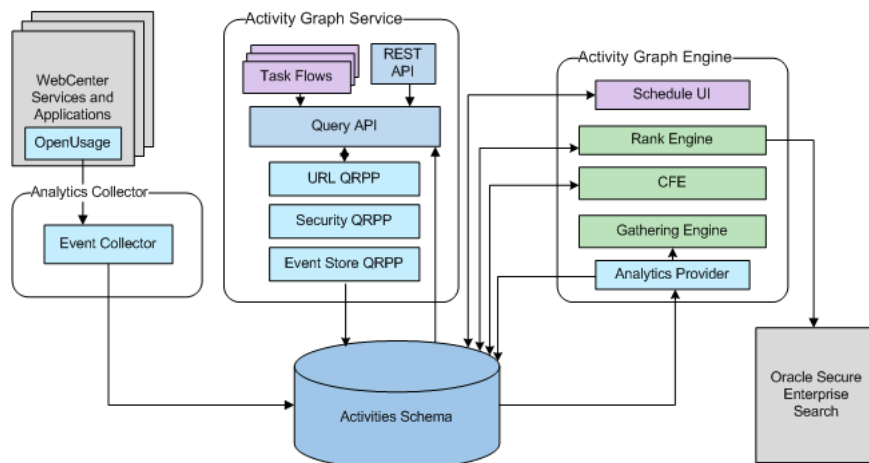 WebCenter
Services and
Applications
OpenUsage
Analytics Collector
Event Collector
Activity Graph Service
Task Flows
REST
API
Query API
URL QRPP
Security QRPP
Event Store QRPP
Activities Schema
Activity Graph Engine
Schedule UI
Rank Engine
CFE
Gathering Engine
Analytics Provider
Oracle Secure
Enterprise
Search